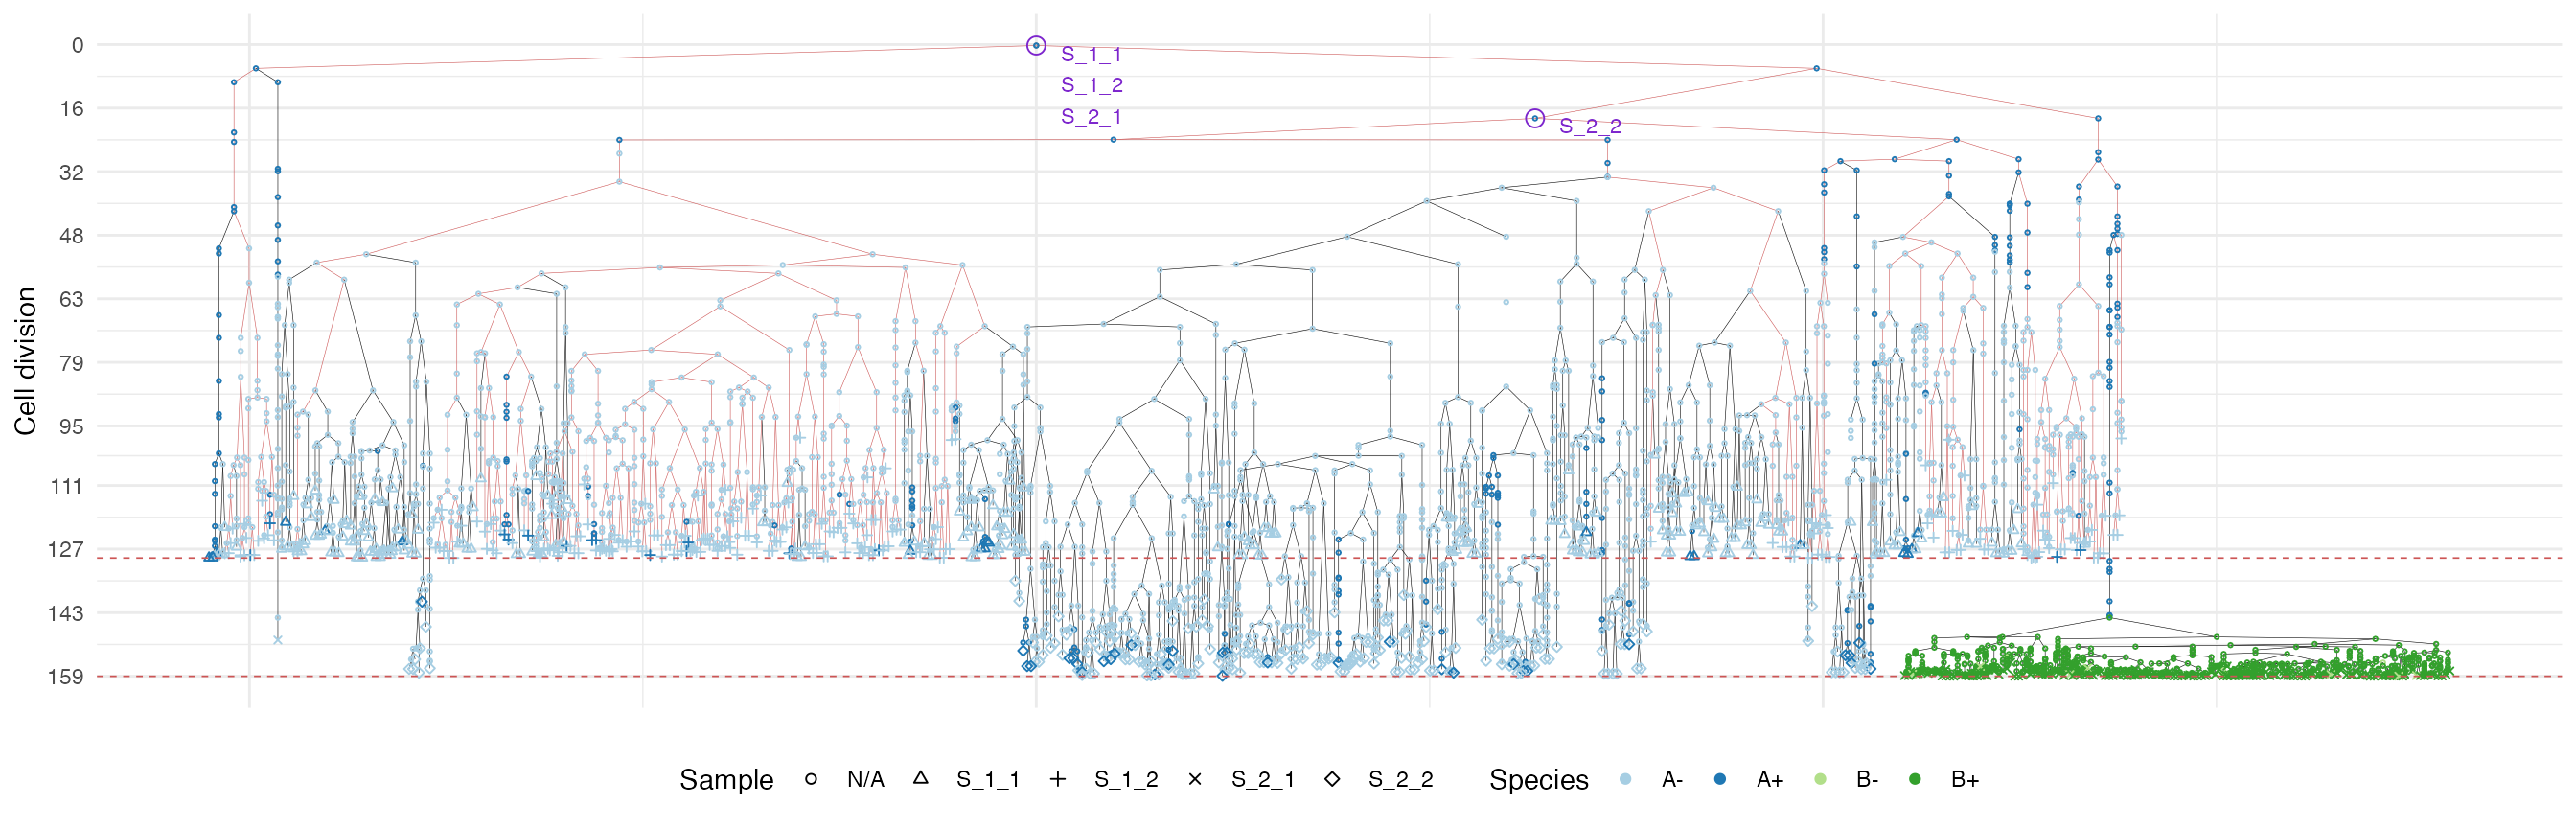 0
S_1_1
S_1_2
16
S_2_1
S_2_2
32
48
63
79
95
111
127
143
159
Cell division
Sample N/A S_1_1 S_1_2 S_2_1 S_2_2 Species A- A+ B- B+